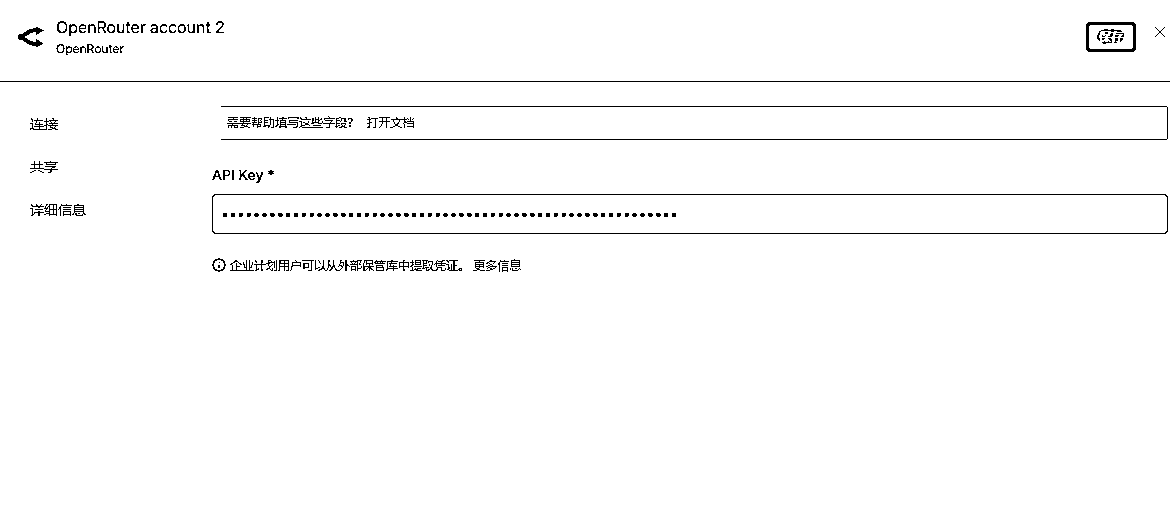 OpenRouter account 2
OpenRouter
连接
共享
详细信息
需要帮助填写这些字段? 打开文档
API Key *
企业计划用户可以从外部保管库中提取凭证。 更多信息